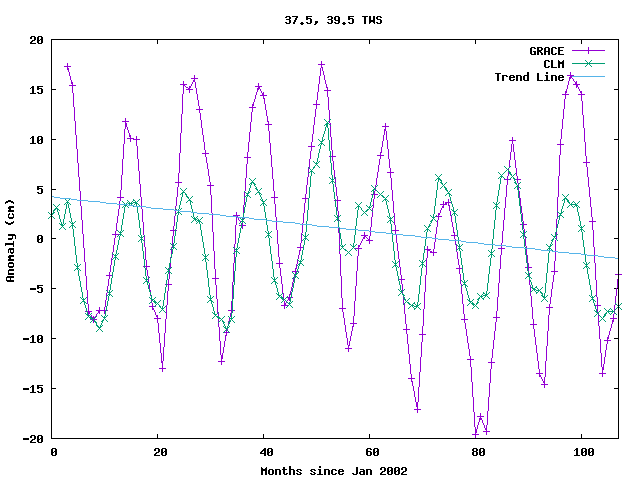 37.5, 39.5 TWS
GRACE
CLM
Trend Line
20
15
10
5
0
-5
-10
-15
-20
Anomaly (cm)
0 20 40 60 80 100
Months since Jan 2002